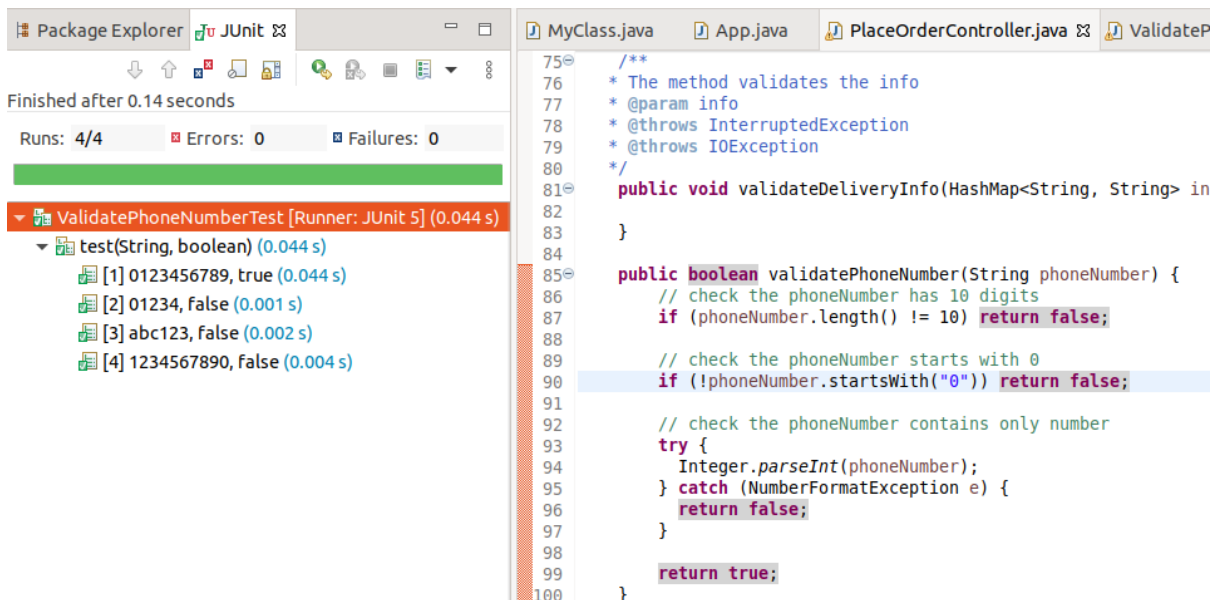 Package Explorer JUnit
Finished after 0.14 seconds
Runs: 4/4 Errors: 0 Failures: 0
ValidatePhoneNumberTest [Runner: JUnit 5] (0.044 s)
test(String, boolean) (0.044 s)
[1] 0123456789, true (0.044 s)
[2] 01234, false (0.001 s)
[3] abc123, false (0.002 s)
[4] 1234567890, false (0.004 s)
MyClass.java App.java PlaceOrderController.java ValidateP
75 /**
76 * The method validates the info
77 * @param info
78 * @throws InterruptedException
79 * @throws IOException
80 */
81 public void validateDeliveryInfo(HashMap<String, String> in
82
83 }
84
85 public boolean validatePhoneNumber(String phoneNumber) {
86 // check the phoneNumber has 10 digits
87 if (phoneNumber.length() != 10) return false;
88
89 // check the phoneNumber starts with 0
90 if (!phoneNumber.startsWith("0")) return false;
91
92 // check the phoneNumber contains only number
93 try {
94 Integer.parseInt(phoneNumber);
95 } catch (NumberFormatException e) {
96 return false;
97 }
98
99 return true;
100 }